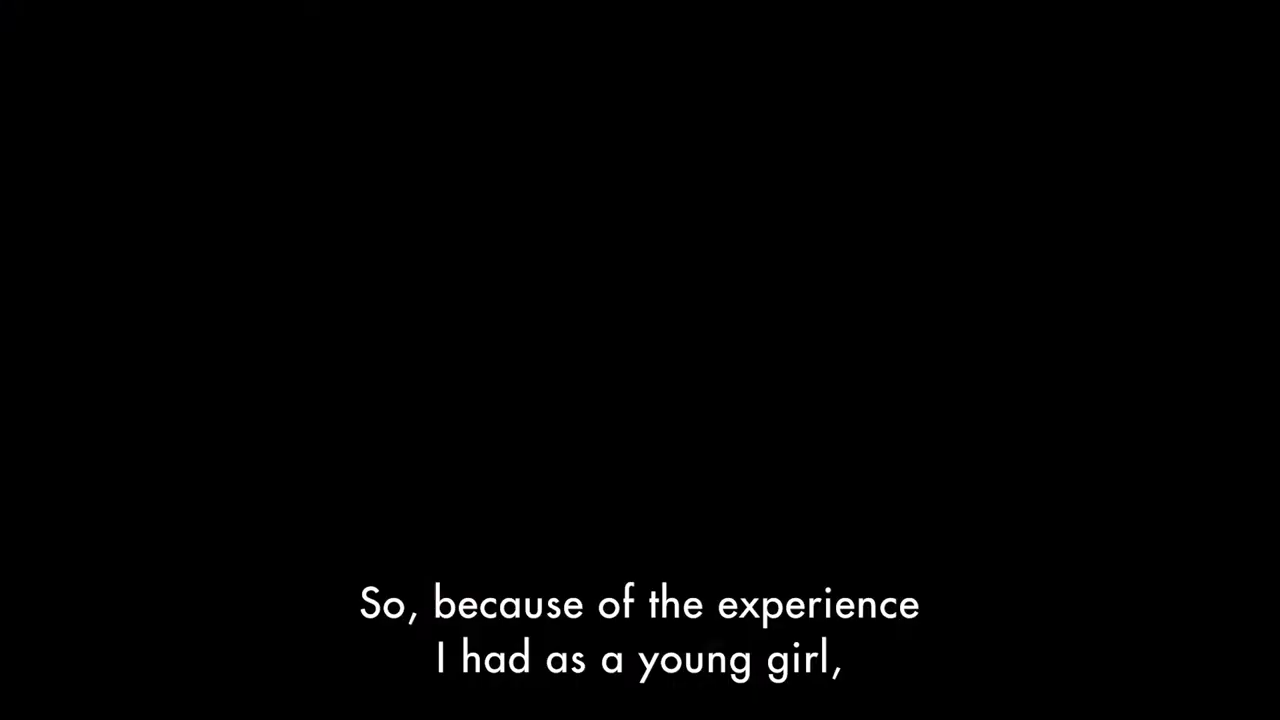 So, because of the experience
I had as a young girl,